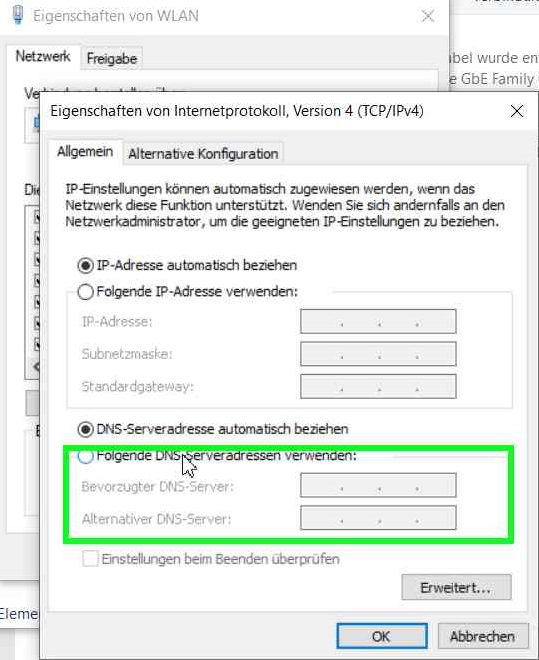 Eigenschaften von WLAN
Netzwerk
Freigabe
abel wurde en
e GbE Family
Eigenschaften von Internetprotokoll, Version 4 (TCP/IPv4)
Allgemein
Alternative Konfiguration
Die
IP-Einstellungen können automatisch zugewiesen werden, wenn das
Netzwerk diese Funktion unterstützt. Wenden Sie sich andernfalls an den
Netzwerkadministrator, um die geeigneten IP-Einstellungen zu beziehen.
IP-Adresse automatisch beziehen
Folgende IP-Adresse verwenden:
IP-Adresse:
Subnetzmaske:
Standardgateway:
DNS-Serveradresse automatisch beziehen
Folgende DNS-Serveradressen verwenden:
Bevorzugter DNS-Server:
Alternativer DNS-Server:
Einstellungen beim Beenden überprüfen
Erweitert...
Eleme
OK
Abbrechen